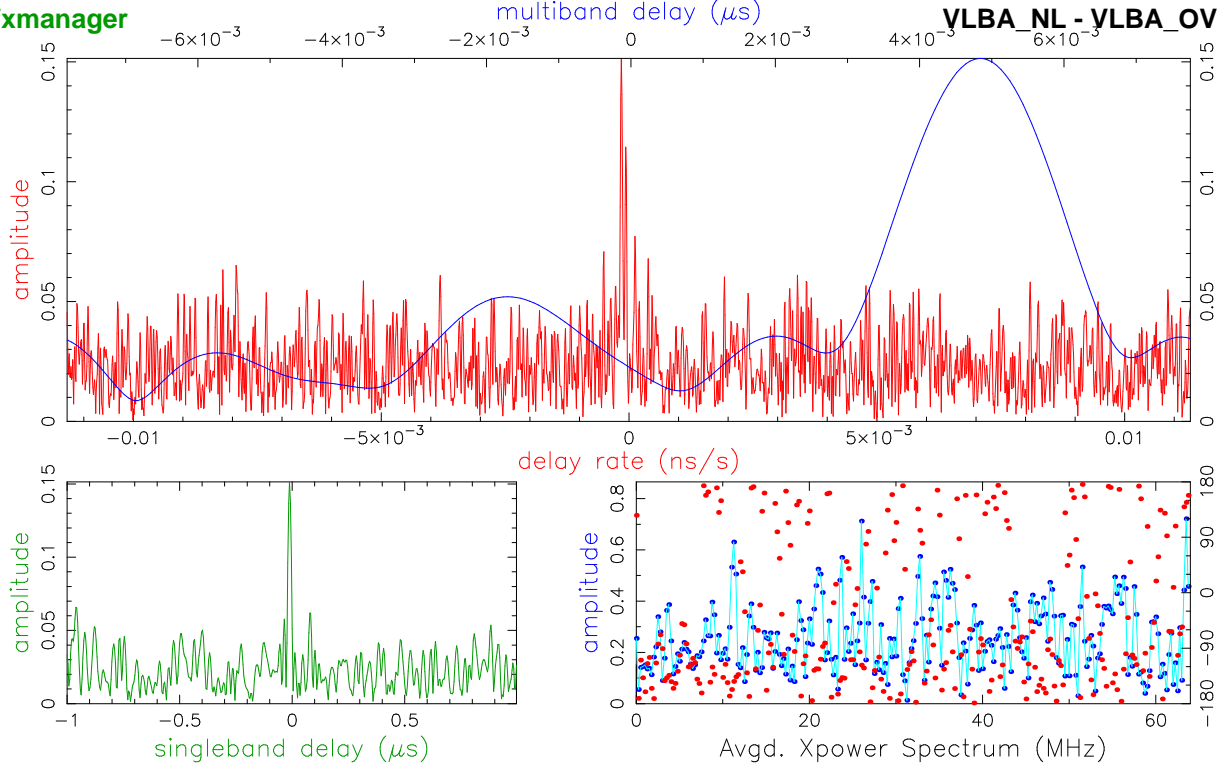 xmanager
multiband delay (μs)
VLBA_NL - VLBA_OV
−6×10⁻³ −4×10⁻³ −2×10⁻³ 0 2×10⁻³ 4×10⁻³ 6×10⁻³
0.15 0.15
0.1 0.1
amplitude
0.05 0.05
0 0
−0.01 −5×10⁻³ 0 5×10⁻³ 0.01
delay rate (ns/s)
0.15 0.8 180
0.1 0.6 90
amplitude amplitude
0.4 0
0.05 0.2 −90
0 0 −180
−1 −0.5 0 0.5 0 20 40 60
singleband delay (μs) Avgd. Xpower Spectrum (MHz)